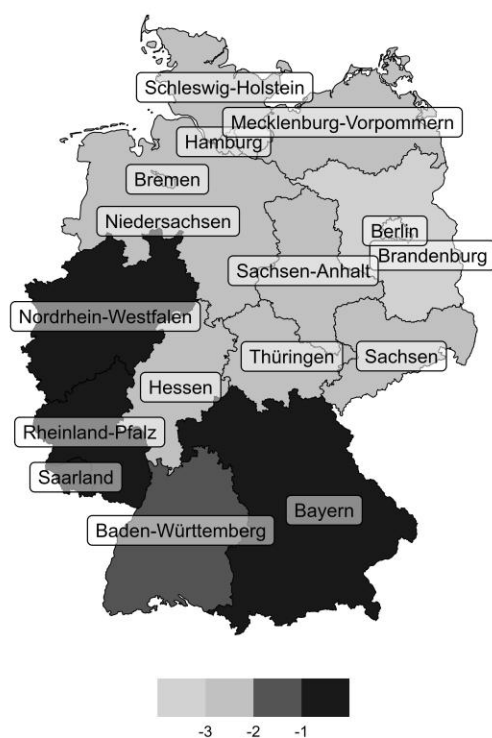 Schleswig-Holstein
Mecklenburg-Vorpommern
Hamburg
Bremen
Niedersachsen
Berlin
Brandenburg
Sachsen-Anhalt
Nordrhein-Westfalen
Thüringen
Sachsen
Hessen
Rheinland-Pfalz
Saarland
Bayern
Baden-Württemberg
-3 -2 -1